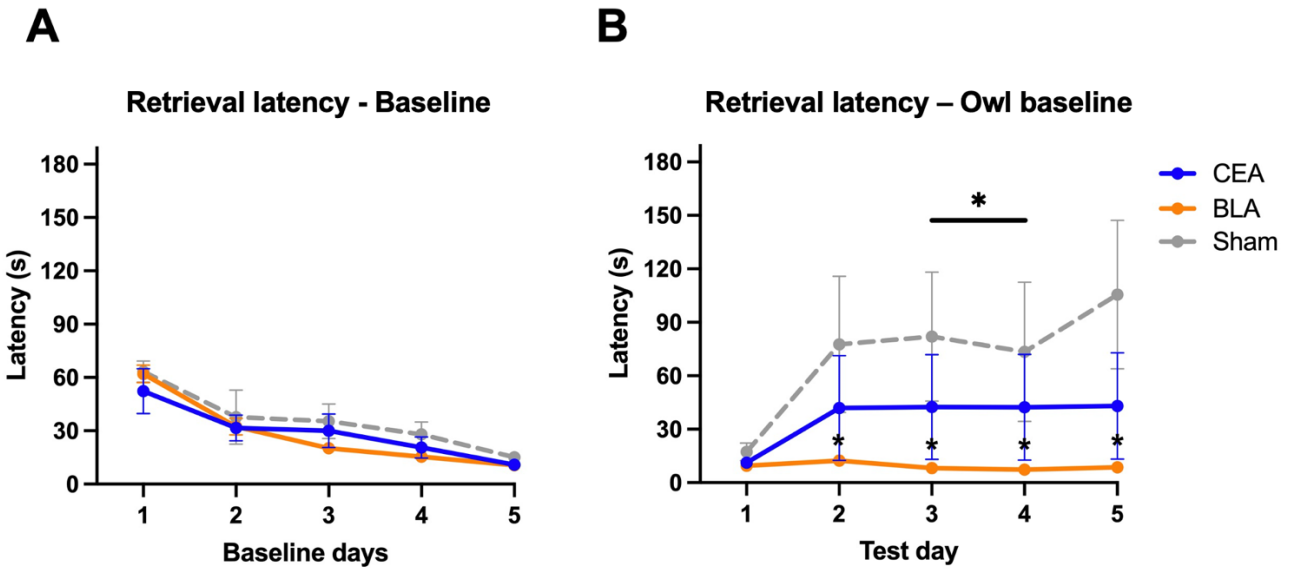 A
B
Retrieval latency - Baseline
Retrieval latency – Owl baseline
Latency (s)
180
150
120
90
60
30
0
1 2 3 4 5
Baseline days
Latency (s)
180
150
120
90
60
30
0
*
* * * *
1 2 3 4 5
Test day
CEA
BLA
Sham